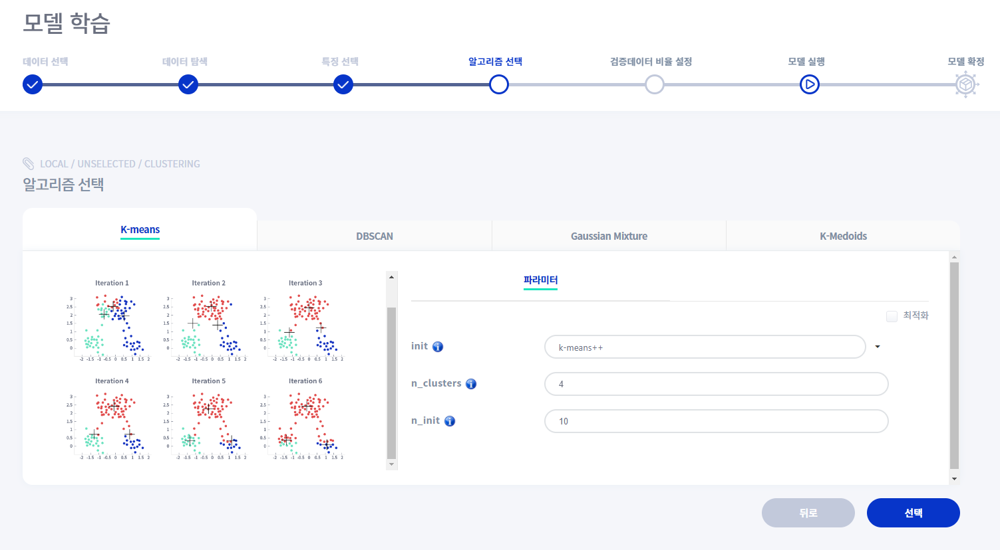 모델 학습
데이터 선택 데이터 탐색 특징 선택 알고리즘 선택 검증데이터 비율 설정 모델 실행 모델 확정
LOCAL / UNSELECTED / CLUSTERING
알고리즘 선택
K-means DBSCAN Gaussian Mixture K-Medoids
Iteration 1 Iteration 2 Iteration 3
3 3 3
2.5 2.5 2.5
2 2 2
1.5 1.5 1.5
1 1 1
0.5 0.5 0.5
0 0 0
-2 -1.5 -1 -0.5 0 0.5 1 1.5 2 -2 -1.5 -1 -0.5 0 0.5 1 1.5 2 -2 -1.5 -1 -0.5 0 0.5 1 1.5 2
Iteration 4 Iteration 5 Iteration 6
3 3 3
2.5 2.5 2.5
2 2 2
1.5 1.5 1.5
1 1 1
0.5 0.5 0.5
0 0 0
-2 -1.5 -1 -0.5 0 0.5 1 1.5 2 -2 -1.5 -1 -0.5 0 0.5 1 1.5 2 -2 -1.5 -1 -0.5 0 0.5 1 1.5 2
파라미터
최적화
init k-means++
n_clusters 4
n_init 10
뒤로 선택